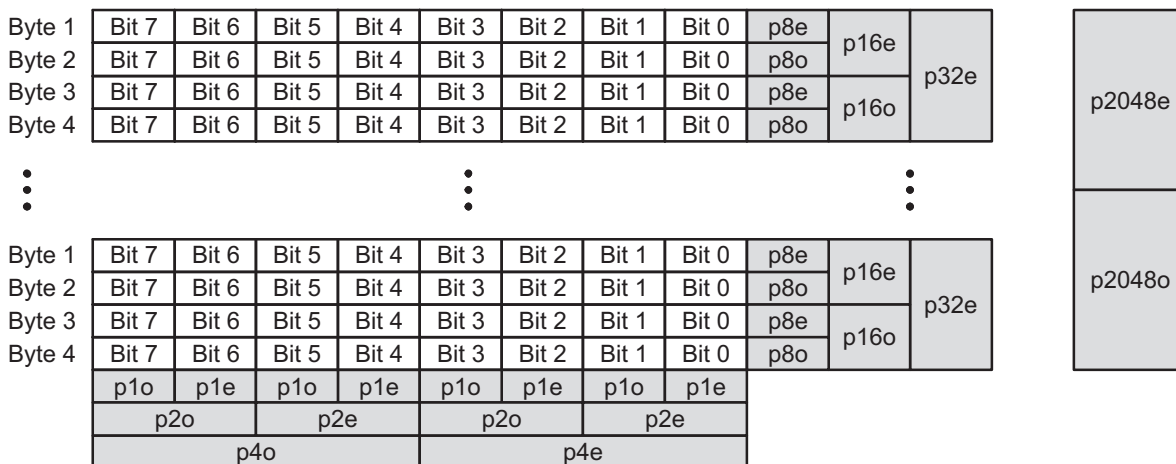 Byte 1 Bit 7 Bit 6 Bit 5 Bit 4 Bit 3 Bit 2 Bit 1 Bit 0 p8e p16e p32e p2048e
Byte 2 Bit 7 Bit 6 Bit 5 Bit 4 Bit 3 Bit 2 Bit 1 Bit 0 p8o
Byte 3 Bit 7 Bit 6 Bit 5 Bit 4 Bit 3 Bit 2 Bit 1 Bit 0 p8e p16o
Byte 4 Bit 7 Bit 6 Bit 5 Bit 4 Bit 3 Bit 2 Bit 1 Bit 0 p8o
Byte 1 Bit 7 Bit 6 Bit 5 Bit 4 Bit 3 Bit 2 Bit 1 Bit 0 p8e p16e p32e p2048o
Byte 2 Bit 7 Bit 6 Bit 5 Bit 4 Bit 3 Bit 2 Bit 1 Bit 0 p8o
Byte 3 Bit 7 Bit 6 Bit 5 Bit 4 Bit 3 Bit 2 Bit 1 Bit 0 p8e p16o
Byte 4 Bit 7 Bit 6 Bit 5 Bit 4 Bit 3 Bit 2 Bit 1 Bit 0 p8o
p1o p1e p1o p1e p1o p1e p1o p1e
p2o p2e p2o p2e
p4o p4e